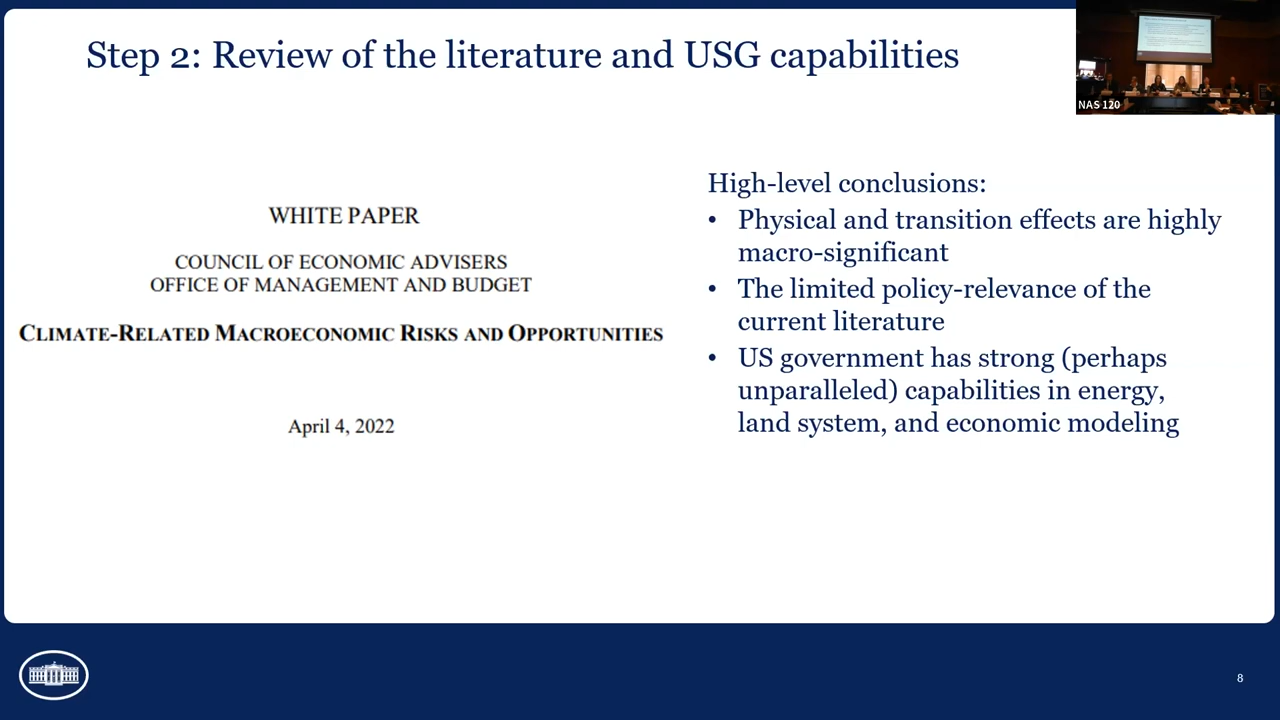 Step 2: Review of the literature and USG capabilities
NAS 120
WHITE PAPER
COUNCIL OF ECONOMIC ADVISERS
OFFICE OF MANAGEMENT AND BUDGET
CLIMATE-RELATED MACROECONOMIC RISKS AND OPPORTUNITIES
April 4, 2022
High-level conclusions:
• Physical and transition effects are highly
macro-significant
• The limited policy-relevance of the
current literature
• US government has strong (perhaps
unparalleled) capabilities in energy,
land system, and economic modeling
8